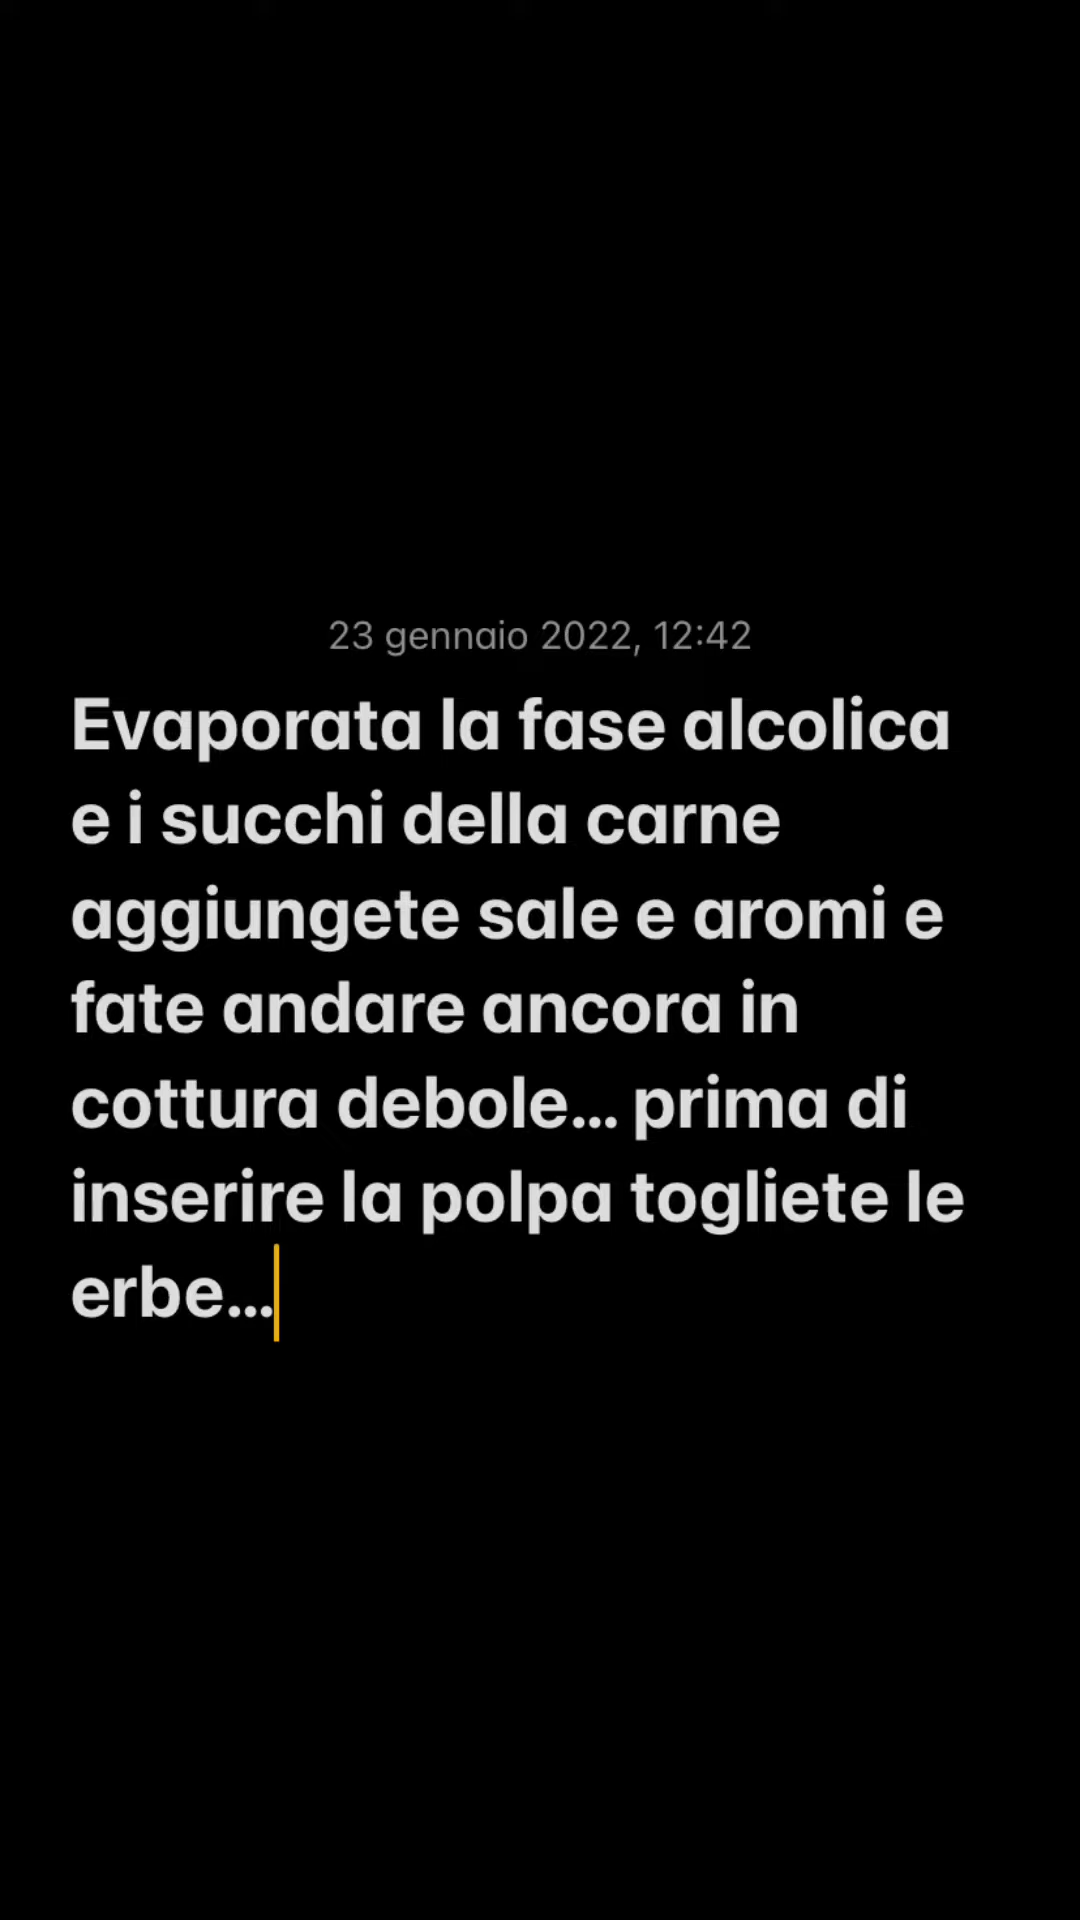 23 gennaio 2022, 12:42
Evaporata la fase alcolica
e i succhi della carne
aggiungete sale e aromi e
fate andare ancora in
cottura debole... prima di
inserire la polpa togliete le
erbe...